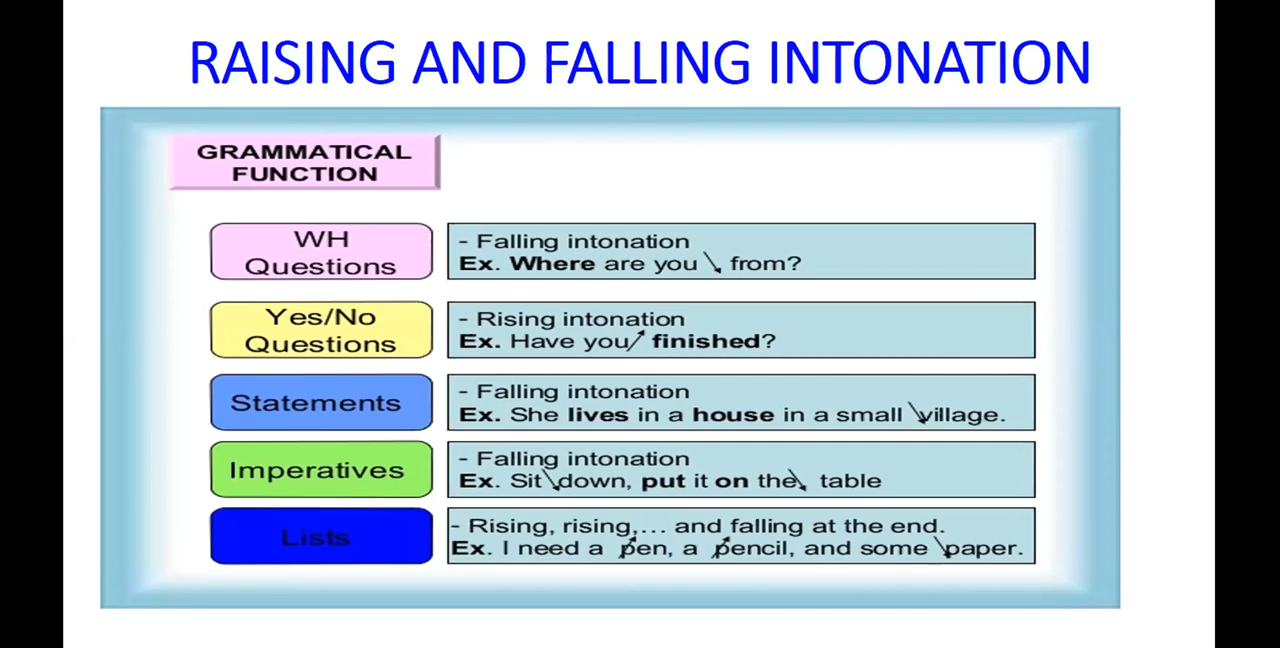 RAISING AND FALLING INTONATION
GRAMMATICAL
FUNCTION
WH
Questions
- Falling intonation
Ex. Where are you from?
Yes/No
Questions
- Rising intonation
Ex. Have you finished?
Statements
- Falling intonation
Ex. She lives in a house in a small village.
Imperatives
- Falling intonation
Ex. Sit down, put it on the table
Lists
- Rising, rising,... and falling at the end.
Ex. I need a pen, a pencil, and some paper.